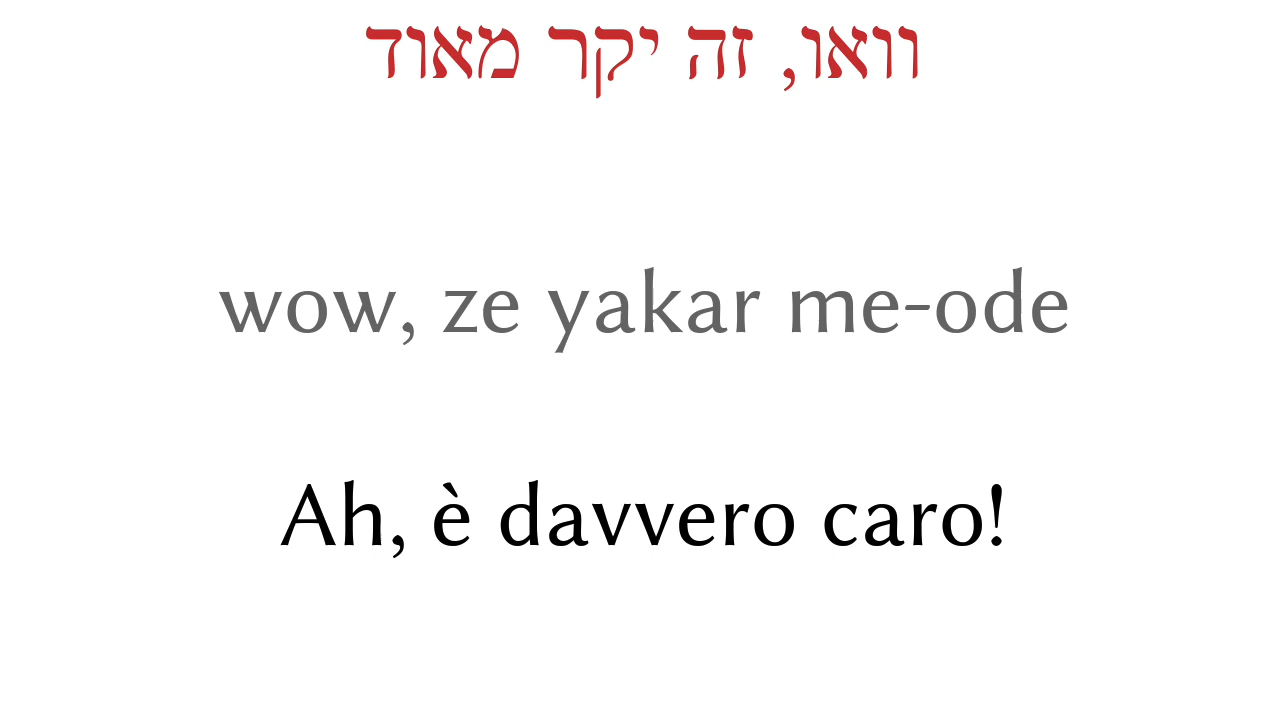 וואו, זה יקר מאוד
wow, ze yakar me-ode
Ah, è davvero caro!